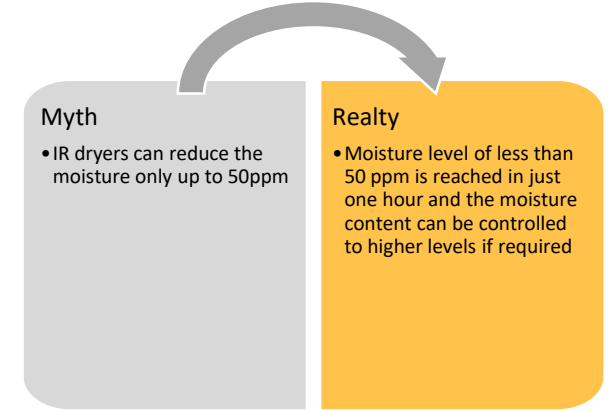 Myth
•IR dryers can reduce the
moisture only up to 50ppm
Realty
•Moisture level of less than
50 ppm is reached in just
one hour and the moisture
content can be controlled
to higher levels if required